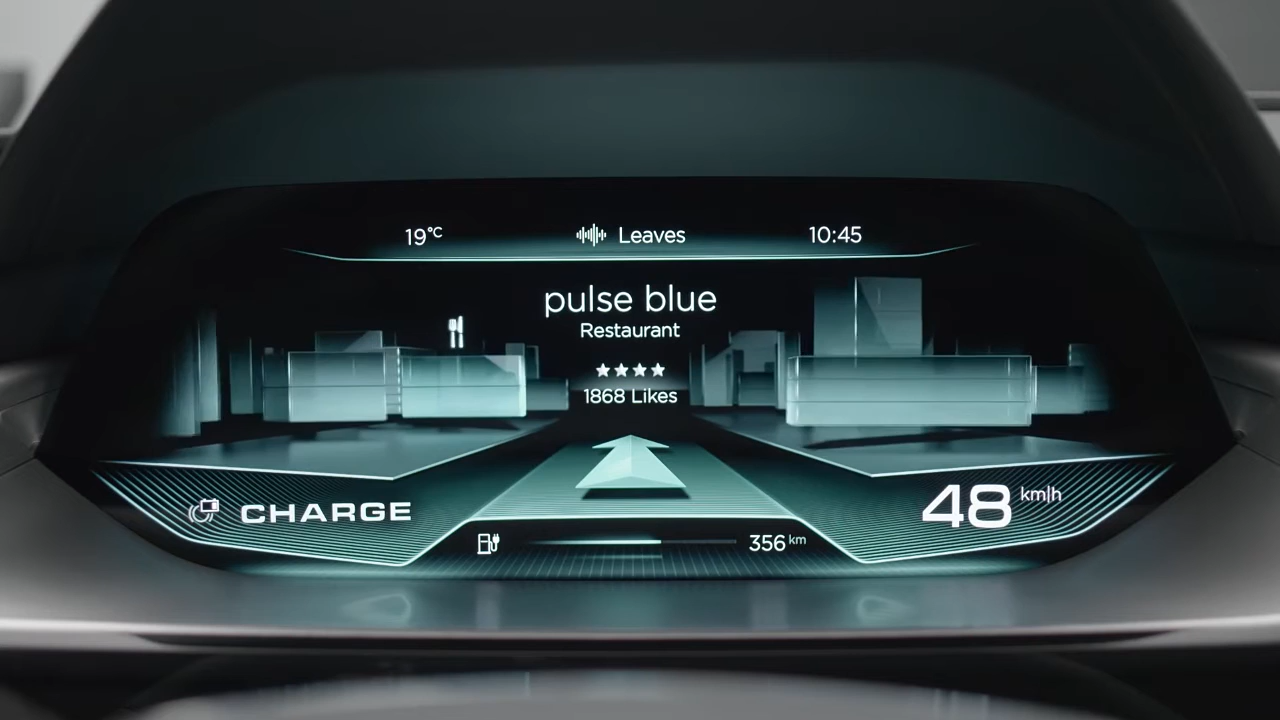 19°C Leaves 10:45
pulse blue
Restaurant
1868 Likes
CHARGE
48 km/h
356 km